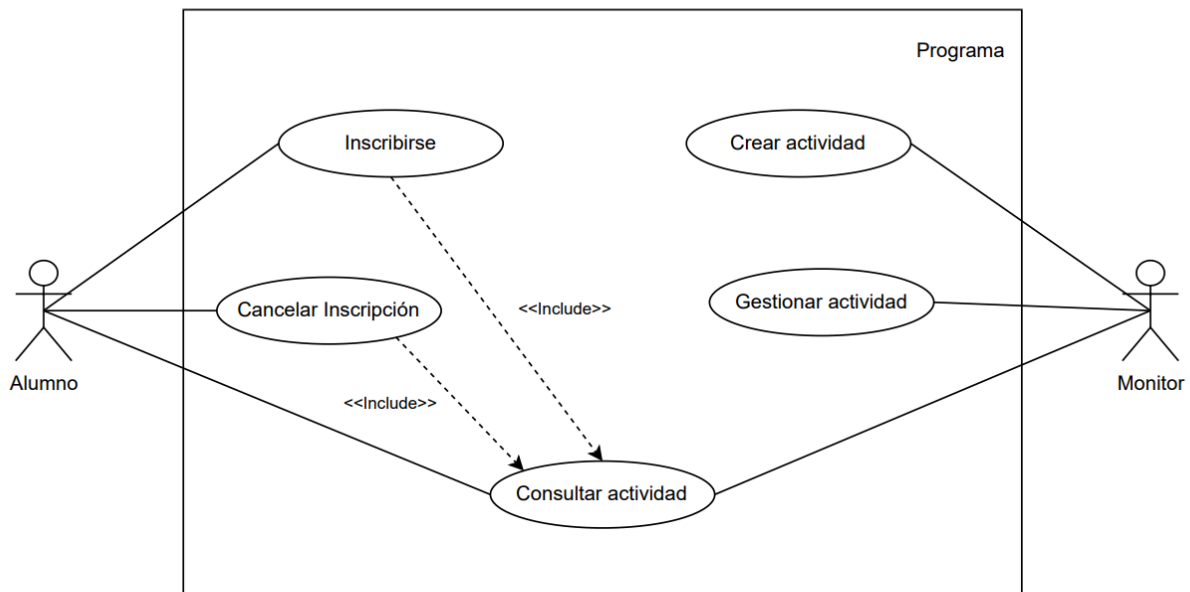 Programa
Inscribirse
Crear actividad
Cancelar Inscripción
<<Include>>
Gestionar actividad
Alumno
Monitor
<<Include>>
Consultar actividad